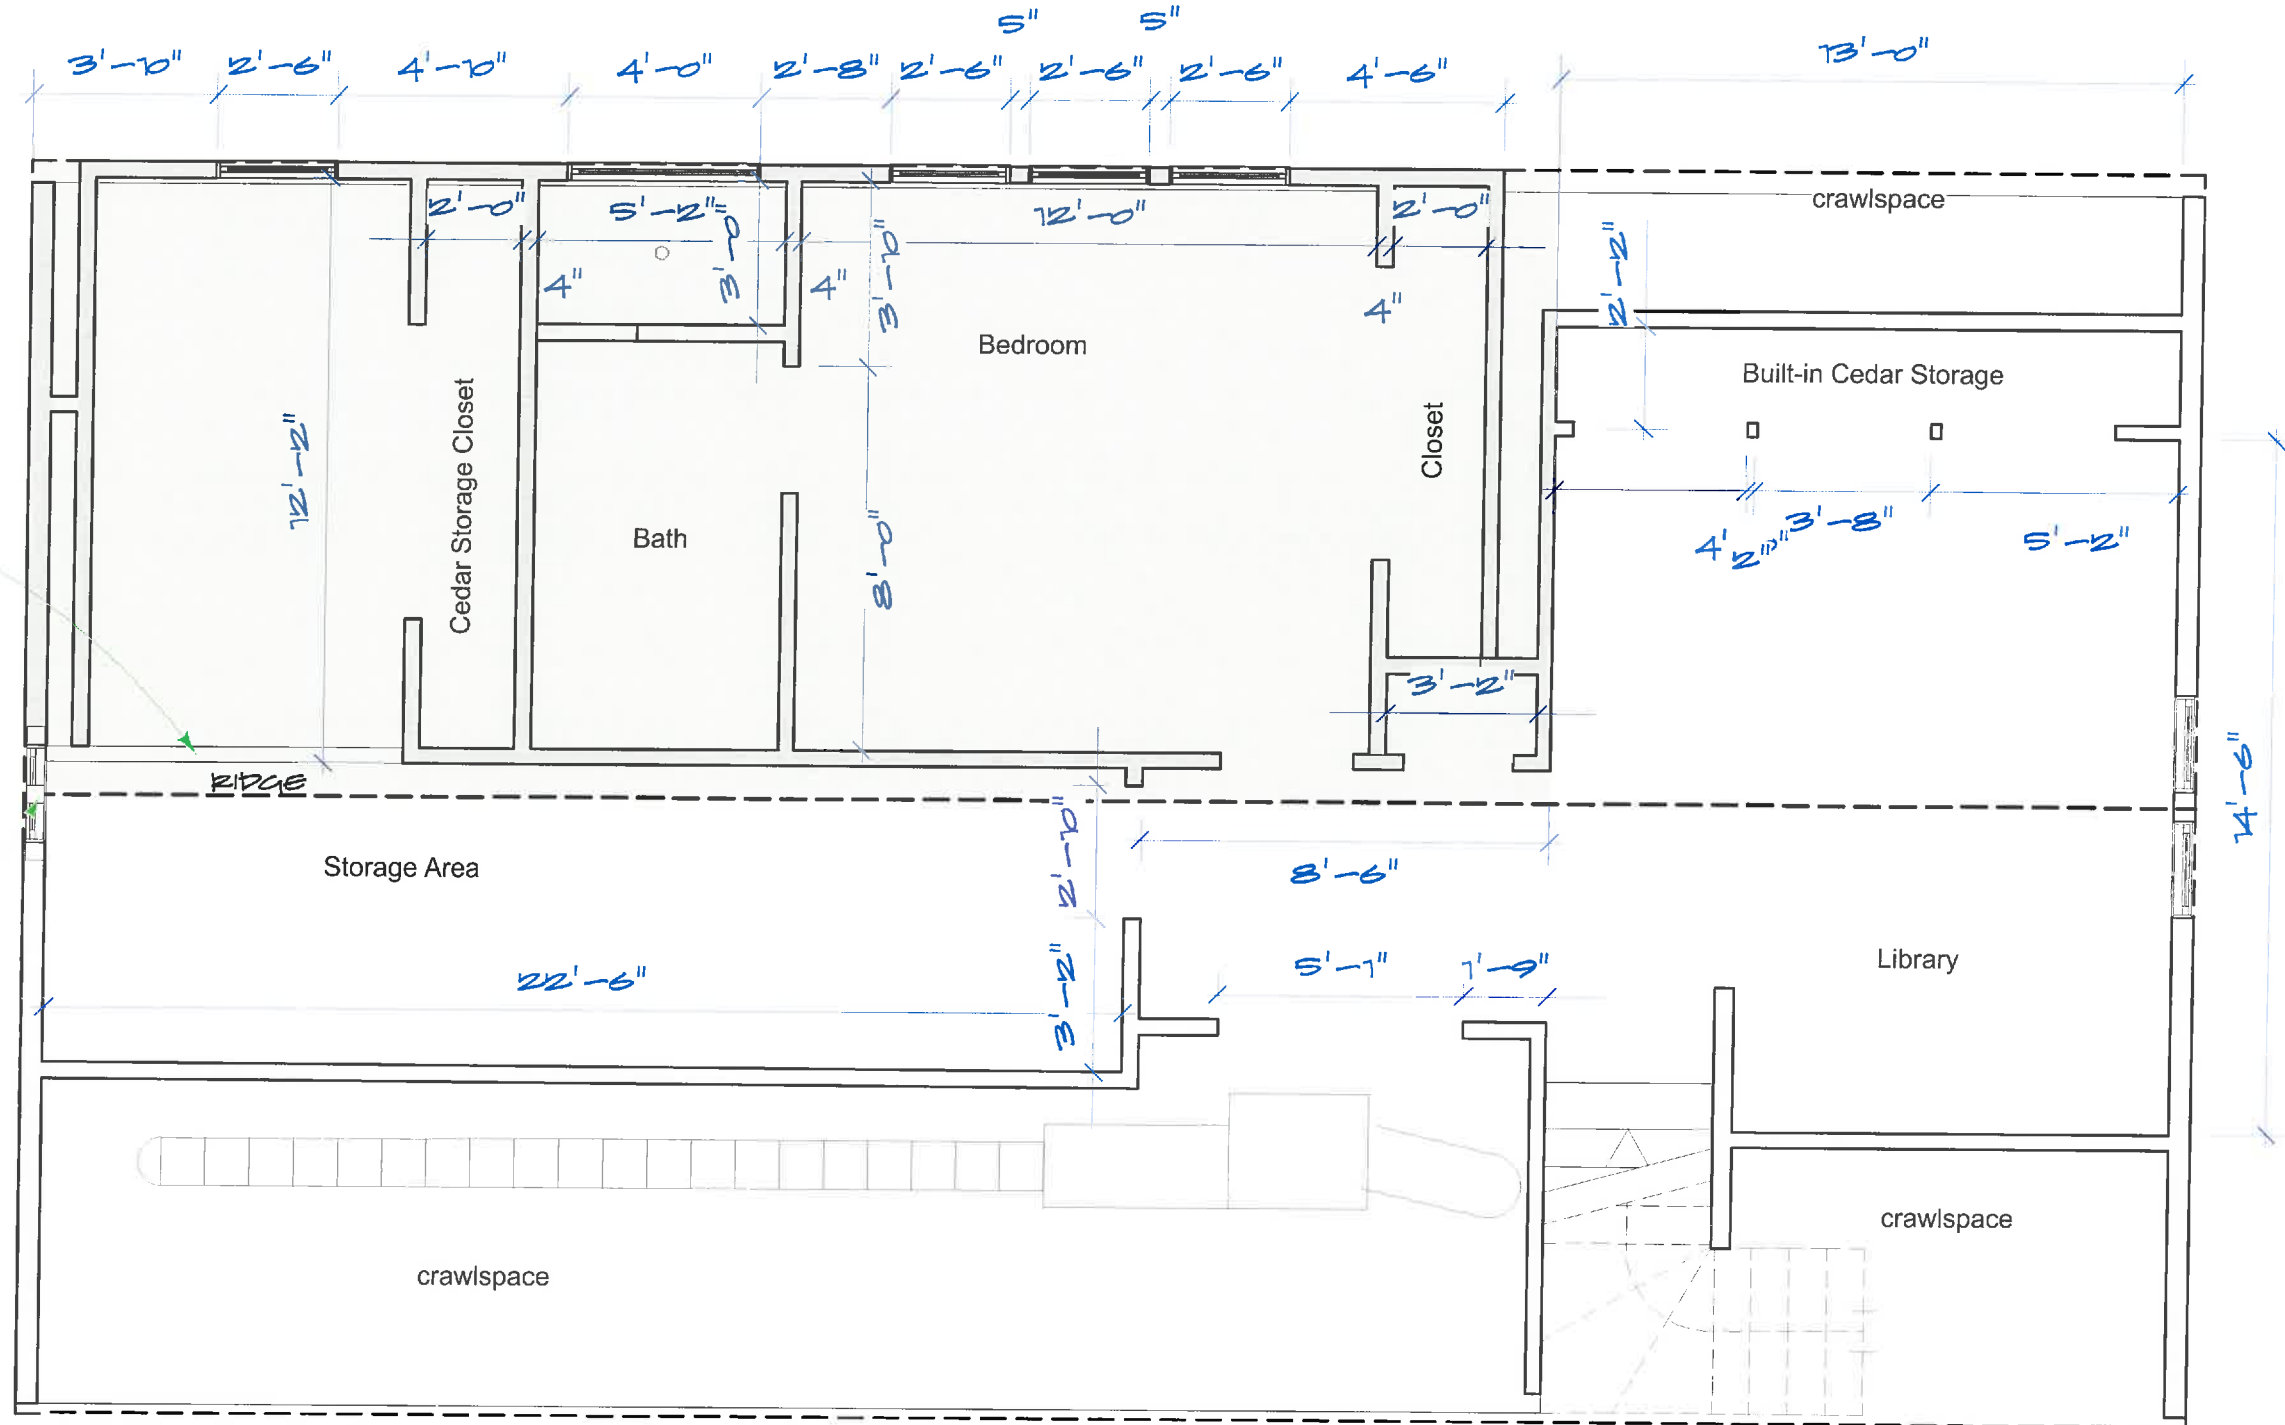 5" 5"
3'-10" 2'-6" 4'-10" 4'-0" 2'-8" 2'-6" 2'-6" 2'-6" 4'-6" 13'-0"
crawlspace
2'-0" 5'-2" 12'-0" 2'-0"
3'-0" 3'-10" 2'-2"
4" 4" 4"
Bedroom
Built-in Cedar Storage
Closet
12'-2"
Cedar Storage Closet
Bath
8'-0"
4' 2" 3'-8" 5'-2"
3'-2"
RIDGE
14'-6"
Storage Area
2'-10"
8'-6"
Library
22'-6" 3'-2" 5'-1" 1'-9"
crawlspace
crawlspace